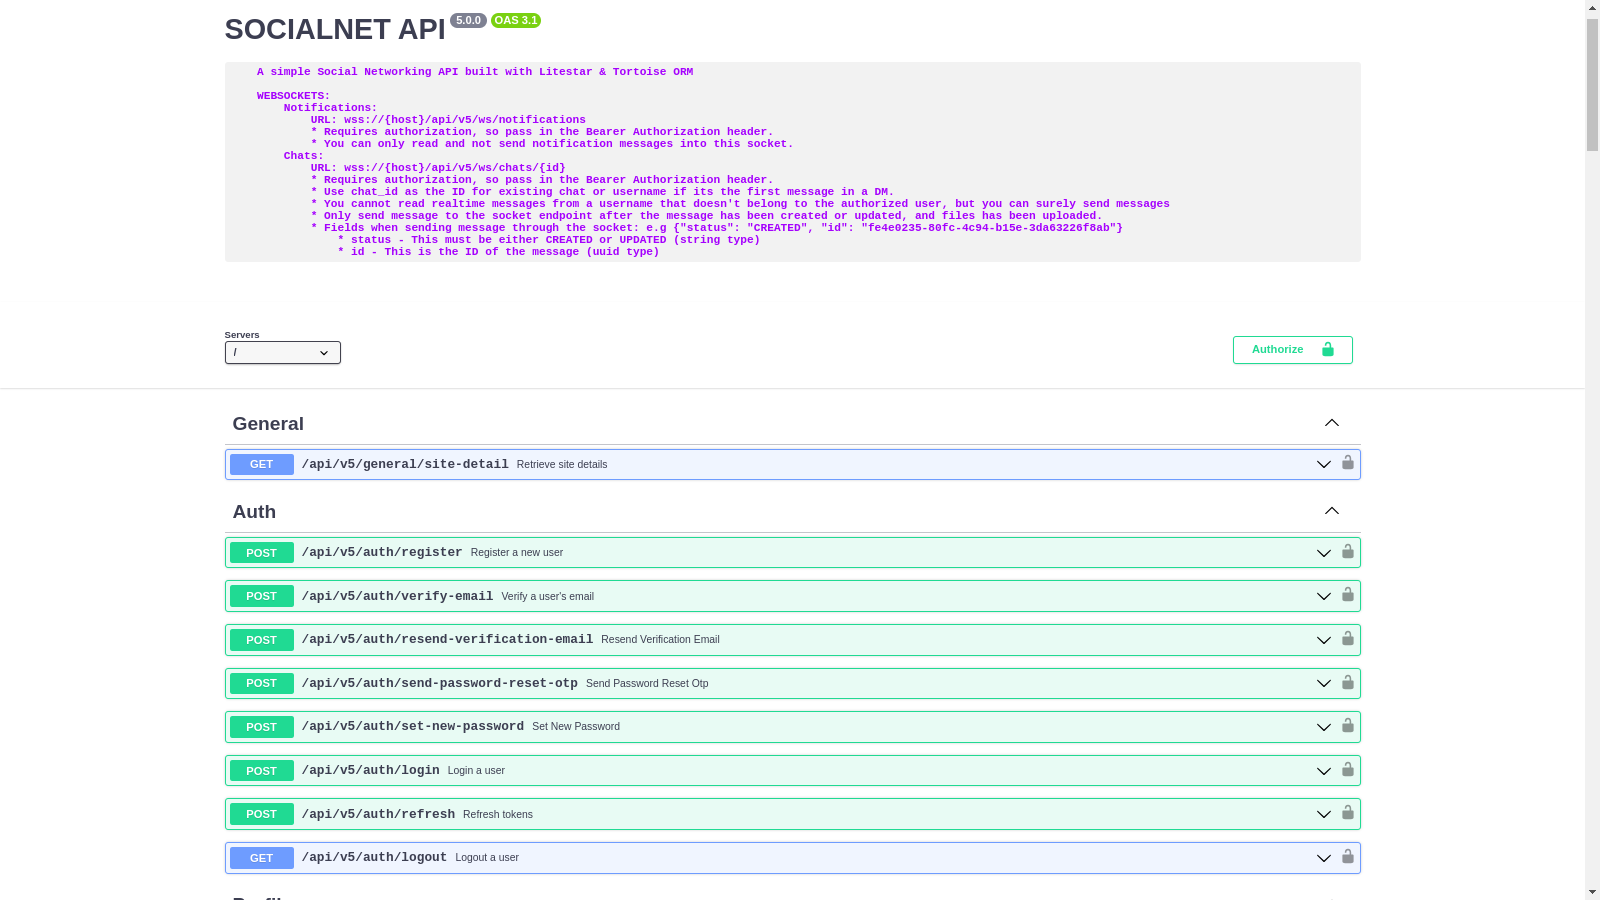 SOCIALNET API 5.0.0 OAS 3.1
A simple Social Networking API built with Litestar & Tortoise ORM
WEBSOCKETS:
Notifications:
URL: wss://{host}/api/v5/ws/notifications
* Requires authorization, so pass in the Bearer Authorization header.
* You can only read and not send notification messages into this socket.
Chats:
URL: wss://{host}/api/v5/ws/chats/{id}
* Requires authorization, so pass in the Bearer Authorization header.
* Use chat_id as the ID for existing chat or username if its the first message in a DM.
* You cannot read realtime messages from a username that doesn't belong to the authorized user, but you can surely send messages
* Only send message to the socket endpoint after the message has been created or updated, and files has been uploaded.
* Fields when sending message through the socket: e.g {"status": "CREATED", "id": "fe4e0235-80fc-4c94-b15e-3da63226f8ab"}
* status - This must be either CREATED or UPDATED (string type)
* id - This is the ID of the message (uuid type)
Servers
/
Authorize
General
GET /api/v5/general/site-detail Retrieve site details
Auth
POST /api/v5/auth/register Register a new user
POST /api/v5/auth/verify-email Verify a user's email
POST /api/v5/auth/resend-verification-email Resend Verification Email
POST /api/v5/auth/send-password-reset-otp Send Password Reset Otp
POST /api/v5/auth/set-new-password Set New Password
POST /api/v5/auth/login Login a user
POST /api/v5/auth/refresh Refresh tokens
GET /api/v5/auth/logout Logout a user